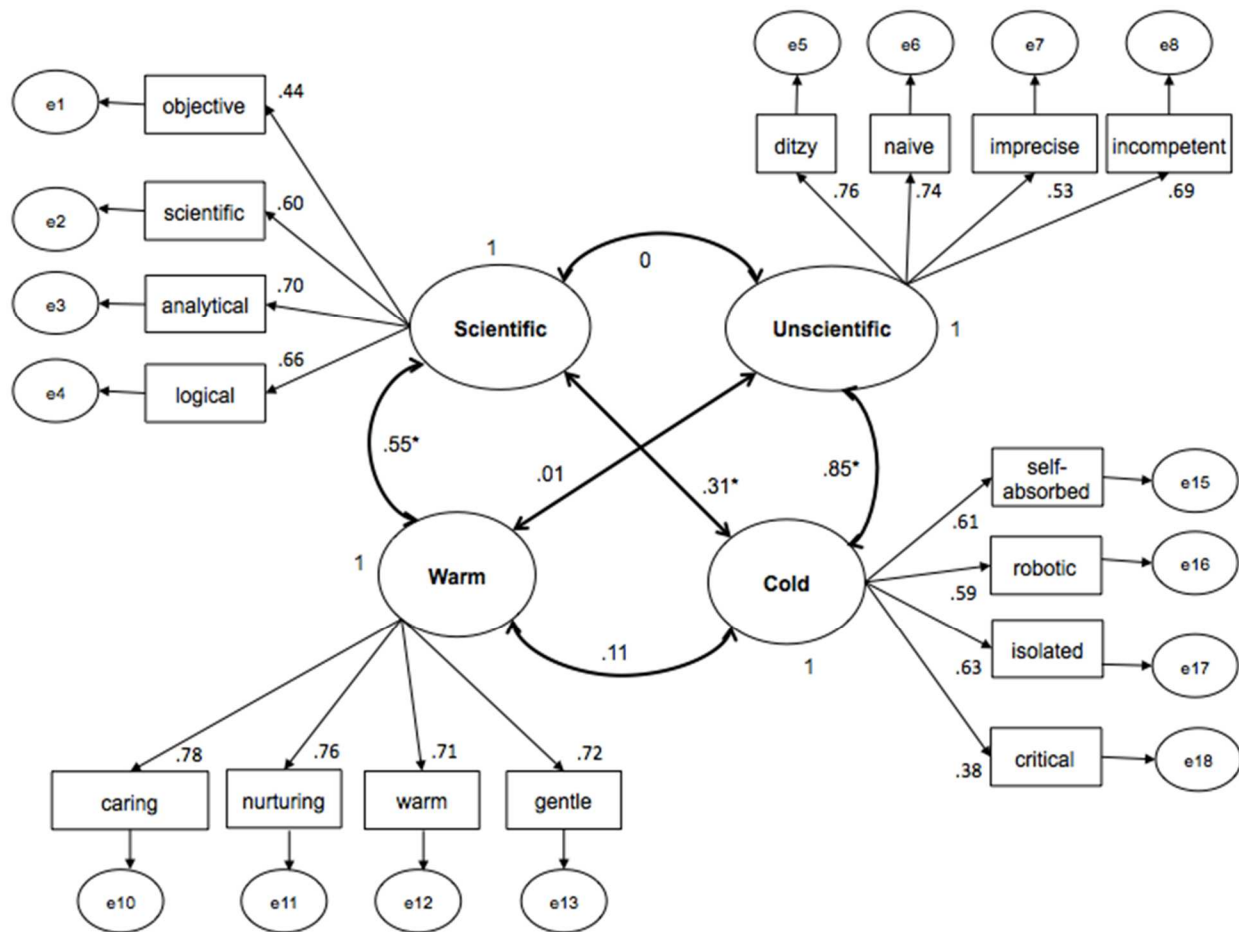 e1
objective
.44
e2
scientific
.60
e3
analytical
.70
e4
logical
.66
e5
e6
e7
e8
ditzy
naive
imprecise
incompetent
.76
.74
.53
.69
1
Scientific
0
Unscientific
1
.55*
.01
.31*
.85*
1
Warm
.11
Cold
1
self-
absorbed
e15
.61
robotic
e16
.59
isolated
e17
.63
critical
e18
.38
.78
.76
.71
.72
caring
nurturing
warm
gentle
e10
e11
e12
e13